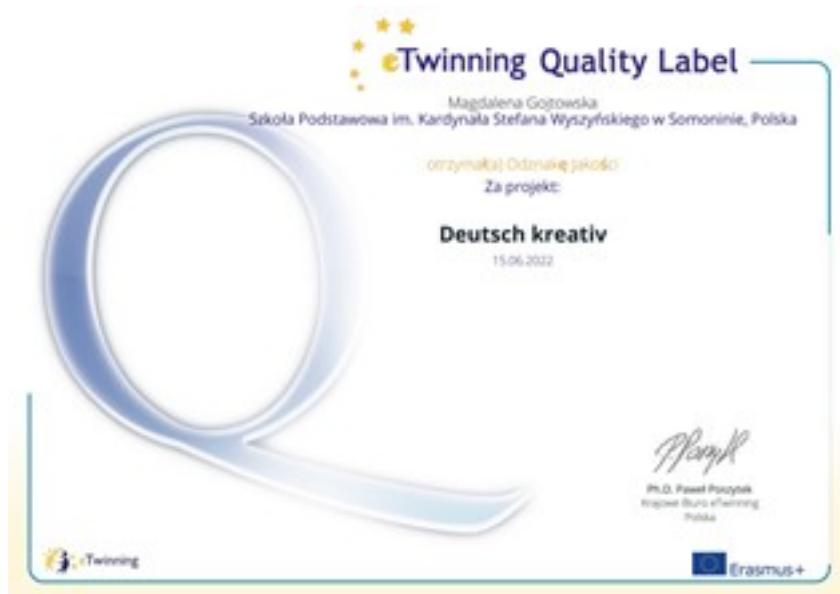 eTwinning Quality Label
Magdalena Gojtowska
Szkoła Podstawowa im. Kardynała Stefana Wyszyńskiego w Somoninie, Polska
otrzymał(a) Odznakę Jakości
Za projekt:
Deutsch kreativ
15.06.2022
Ph.D. Paweł Poszytek
Krajowe Biuro eTwinning
Polska
eTwinning
Erasmus+